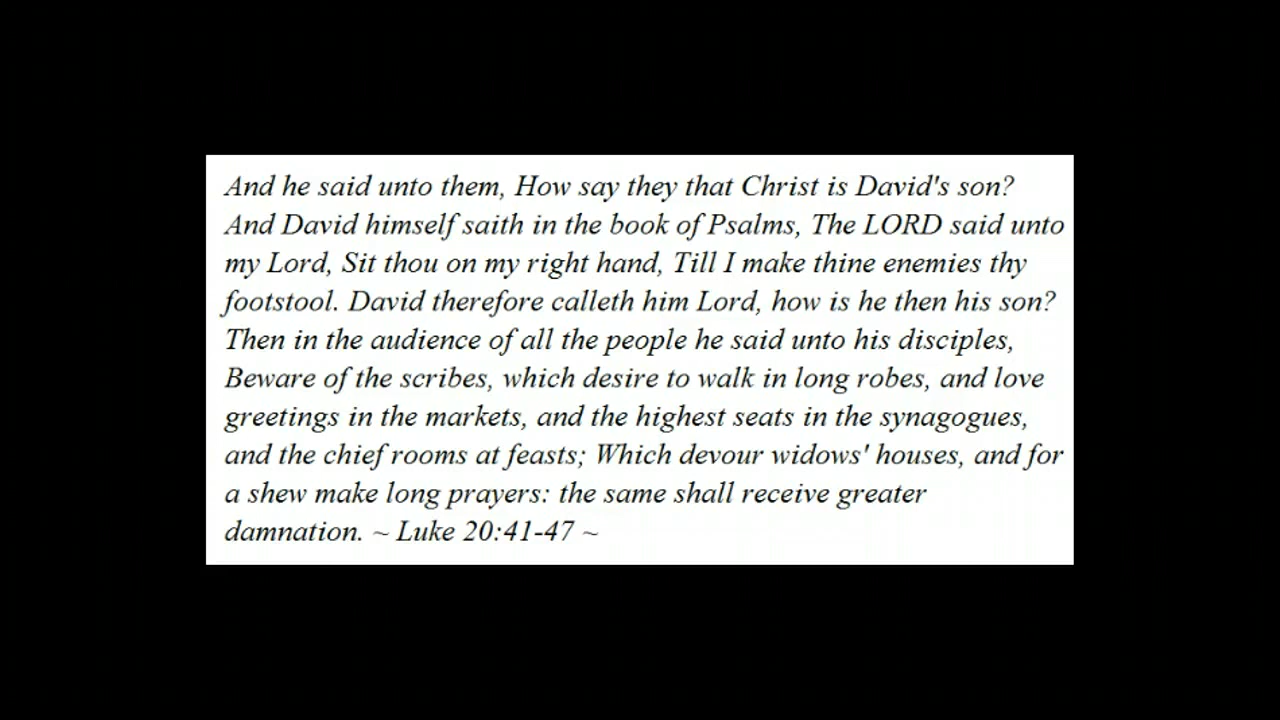 And he said unto them, How say they that Christ is David's son?
And David himself saith in the book of Psalms, The LORD said unto
my Lord, Sit thou on my right hand, Till I make thine enemies thy
footstool. David therefore calleth him Lord, how is he then his son?
Then in the audience of all the people he said unto his disciples,
Beware of the scribes, which desire to walk in long robes, and love
greetings in the markets, and the highest seats in the synagogues,
and the chief rooms at feasts; Which devour widows' houses, and for
a shew make long prayers: the same shall receive greater
damnation. ~ Luke 20:41-47 ~